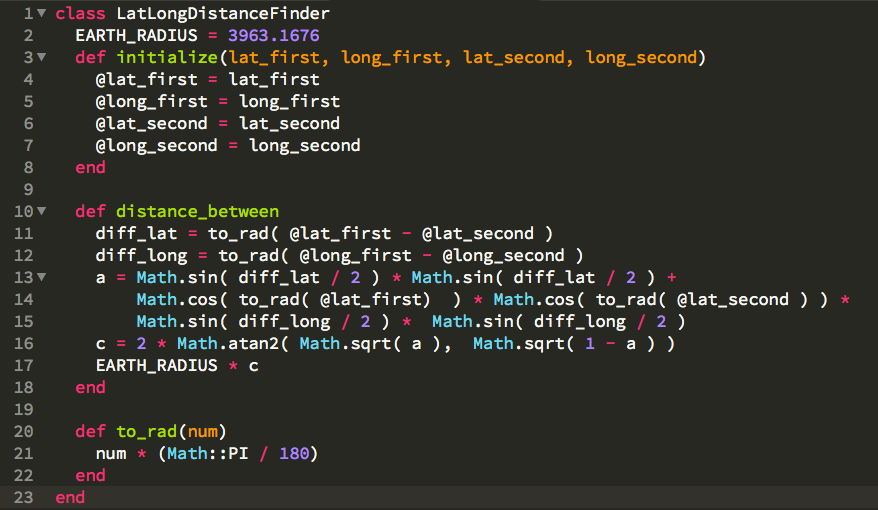 1 class LatLongDistanceFinder
2   EARTH_RADIUS = 3963.1676
3   def initialize(lat_first, long_first, lat_second, long_second)
4     @lat_first = lat_first
5     @long_first = long_first
6     @lat_second = lat_second
7     @long_second = long_second
8   end
9
10   def distance_between
11     diff_lat = to_rad( @lat_first - @lat_second )
12     diff_long = to_rad( @long_first - @long_second )
13     a = Math.sin( diff_lat / 2 ) * Math.sin( diff_lat / 2 ) +
14         Math.cos( to_rad( @lat_first)  ) * Math.cos( to_rad( @lat_second ) ) *
15         Math.sin( diff_long / 2 ) *  Math.sin( diff_long / 2 )
16     c = 2 * Math.atan2( Math.sqrt( a ),  Math.sqrt( 1 - a ) )
17     EARTH_RADIUS * c
18   end
19
20   def to_rad(num)
21     num * (Math::PI / 180)
22   end
23 end